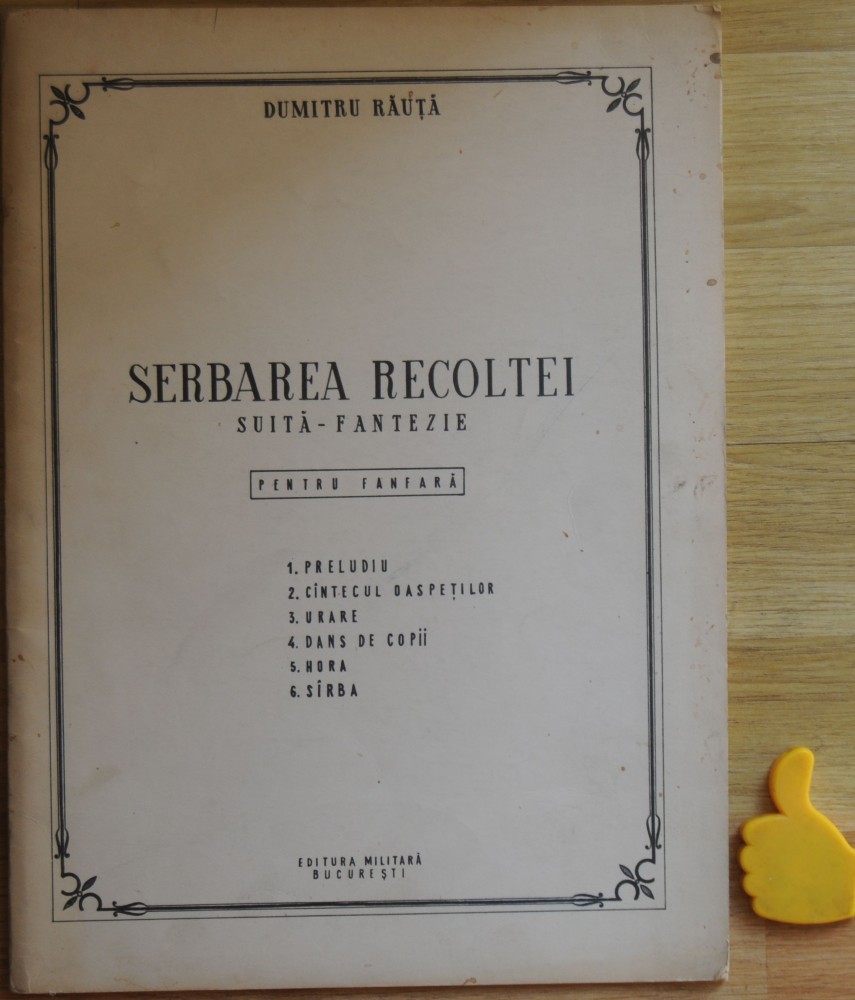 DUMITRU RĂUȚĂ
SERBAREA RECOLTEI
SUITĂ - FANTEZIE
PENTRU FANFARĂ
1. PRELUDIU
2. CÎNTECUL OASPEȚILOR
3. URARE
4. DANS DE COPII
5. HORA
6. SÎRBA
EDITURA MILITARĂ
BUCUREȘTI